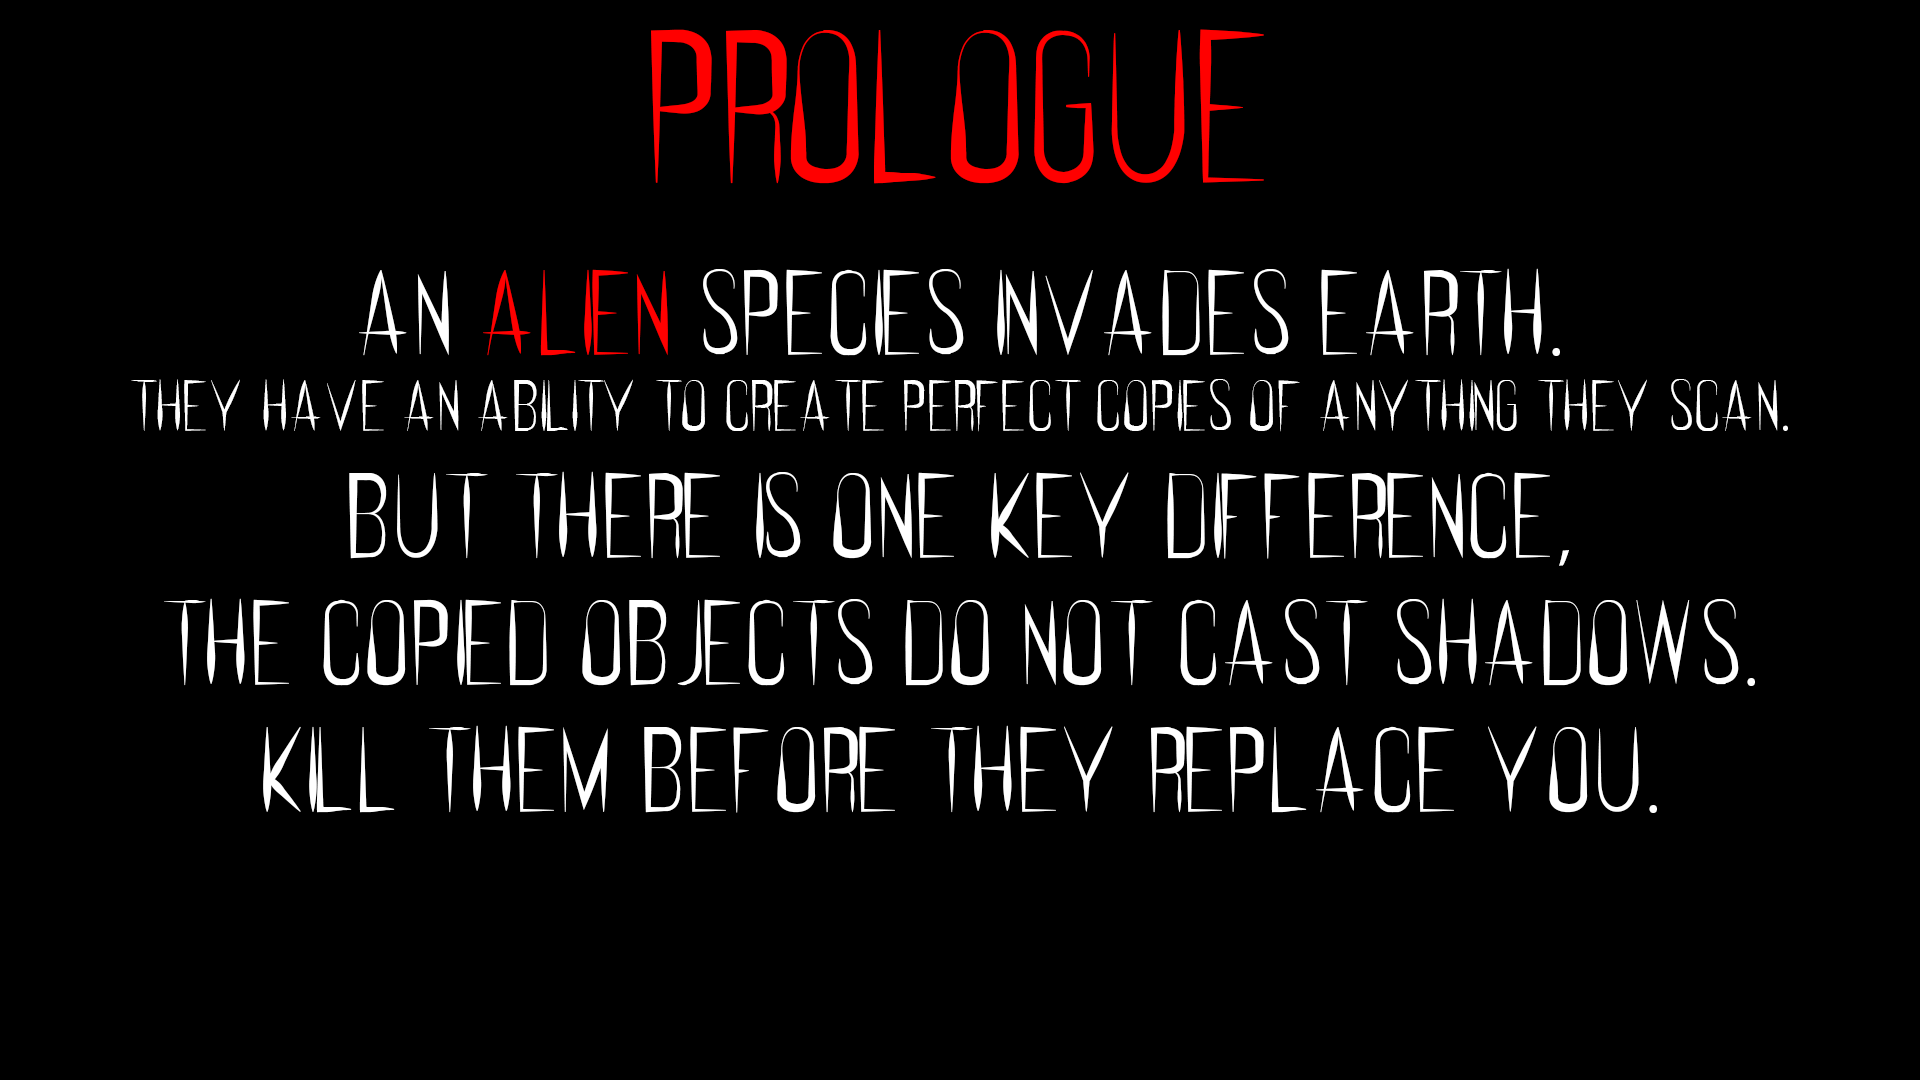 PROLOGUE
AN ALIEN SPECIES INVADES EARTH.
THEY HAVE AN ABILITY TO CREATE PERFECT COPIES OF ANYTHING THEY SCAN.
BUT THERE IS ONE KEY DIFFERENCE,
THE COPIED OBJECTS DO NOT CAST SHADOWS.
KILL THEM BEFORE THEY REPLACE YOU.